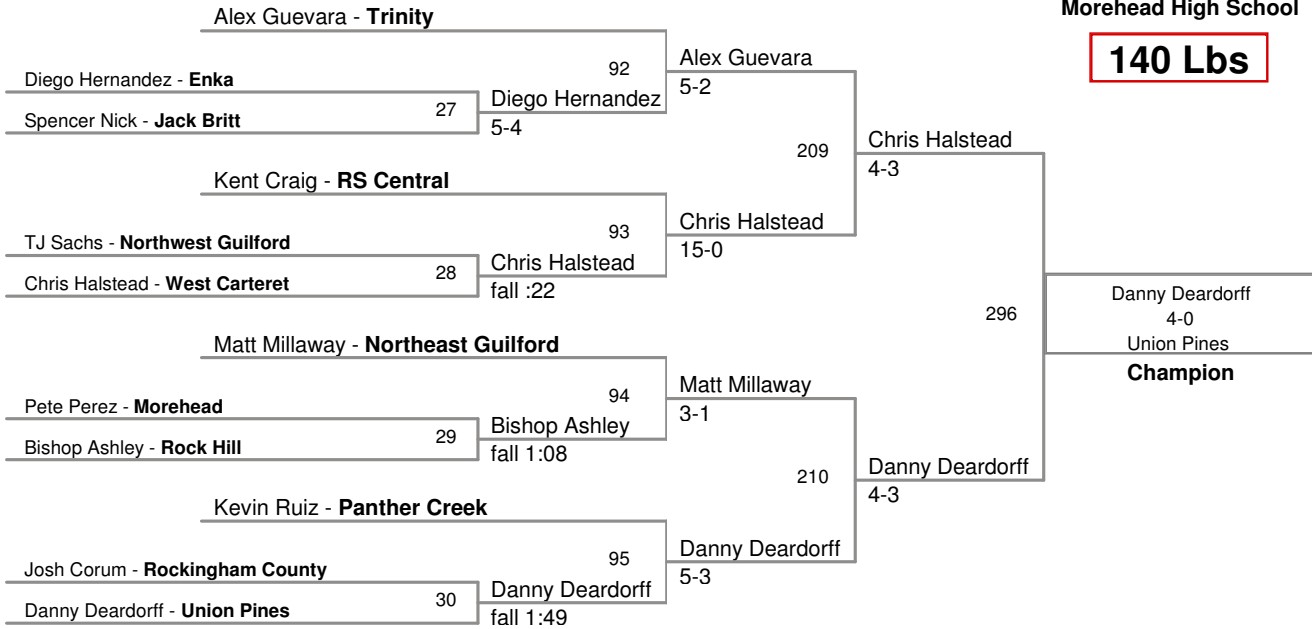 Morehead High School
140 Lbs
Alex Guevara - Trinity
92
Alex Guevara
5-2
Diego Hernandez - Enka
27
Diego Hernandez
5-4
Spencer Nick - Jack Britt
209
Chris Halstead
4-3
Kent Craig - RS Central
93
Chris Halstead
15-0
TJ Sachs - Northwest Guilford
28
Chris Halstead
fall :22
Chris Halstead - West Carteret
296
Danny Deardorff
4-0
Union Pines
Champion
Matt Millaway - Northeast Guilford
94
Matt Millaway
3-1
Pete Perez - Morehead
29
Bishop Ashley
fall 1:08
Bishop Ashley - Rock Hill
210
Danny Deardorff
4-3
Kevin Ruiz - Panther Creek
95
Danny Deardorff
5-3
Josh Corum - Rockingham County
30
Danny Deardorff
fall 1:49
Danny Deardorff - Union Pines